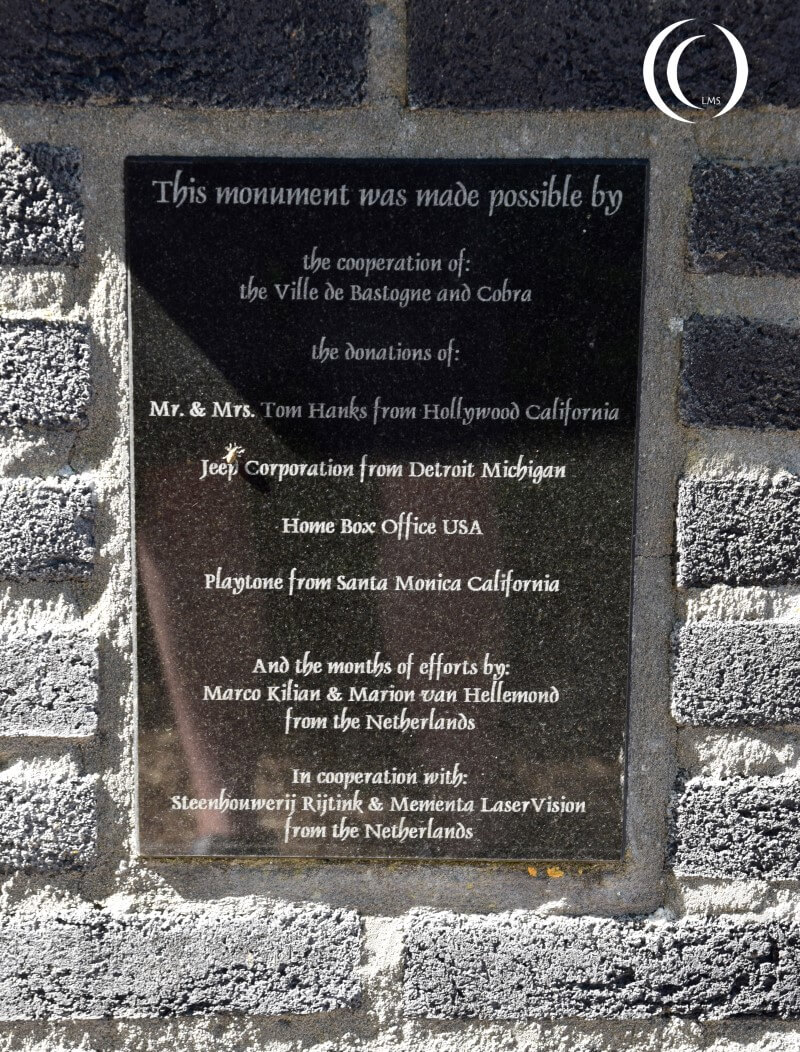 LMS
This monument was made possible by
the cooperation of:
the Ville de Bastogne and Cobra
the donations of:
Mr. & Mrs. Tom Hanks from Hollywood California
Jeep Corporation from Detroit Michigan
Home Box Office USA
Playtone from Santa Monica California
And the months of efforts by:
Marco Kilian & Marion van Hellemond
from the Netherlands
In cooperation with:
Steenhouwerij Rijtink & Mementa LaserVision
from the Netherlands